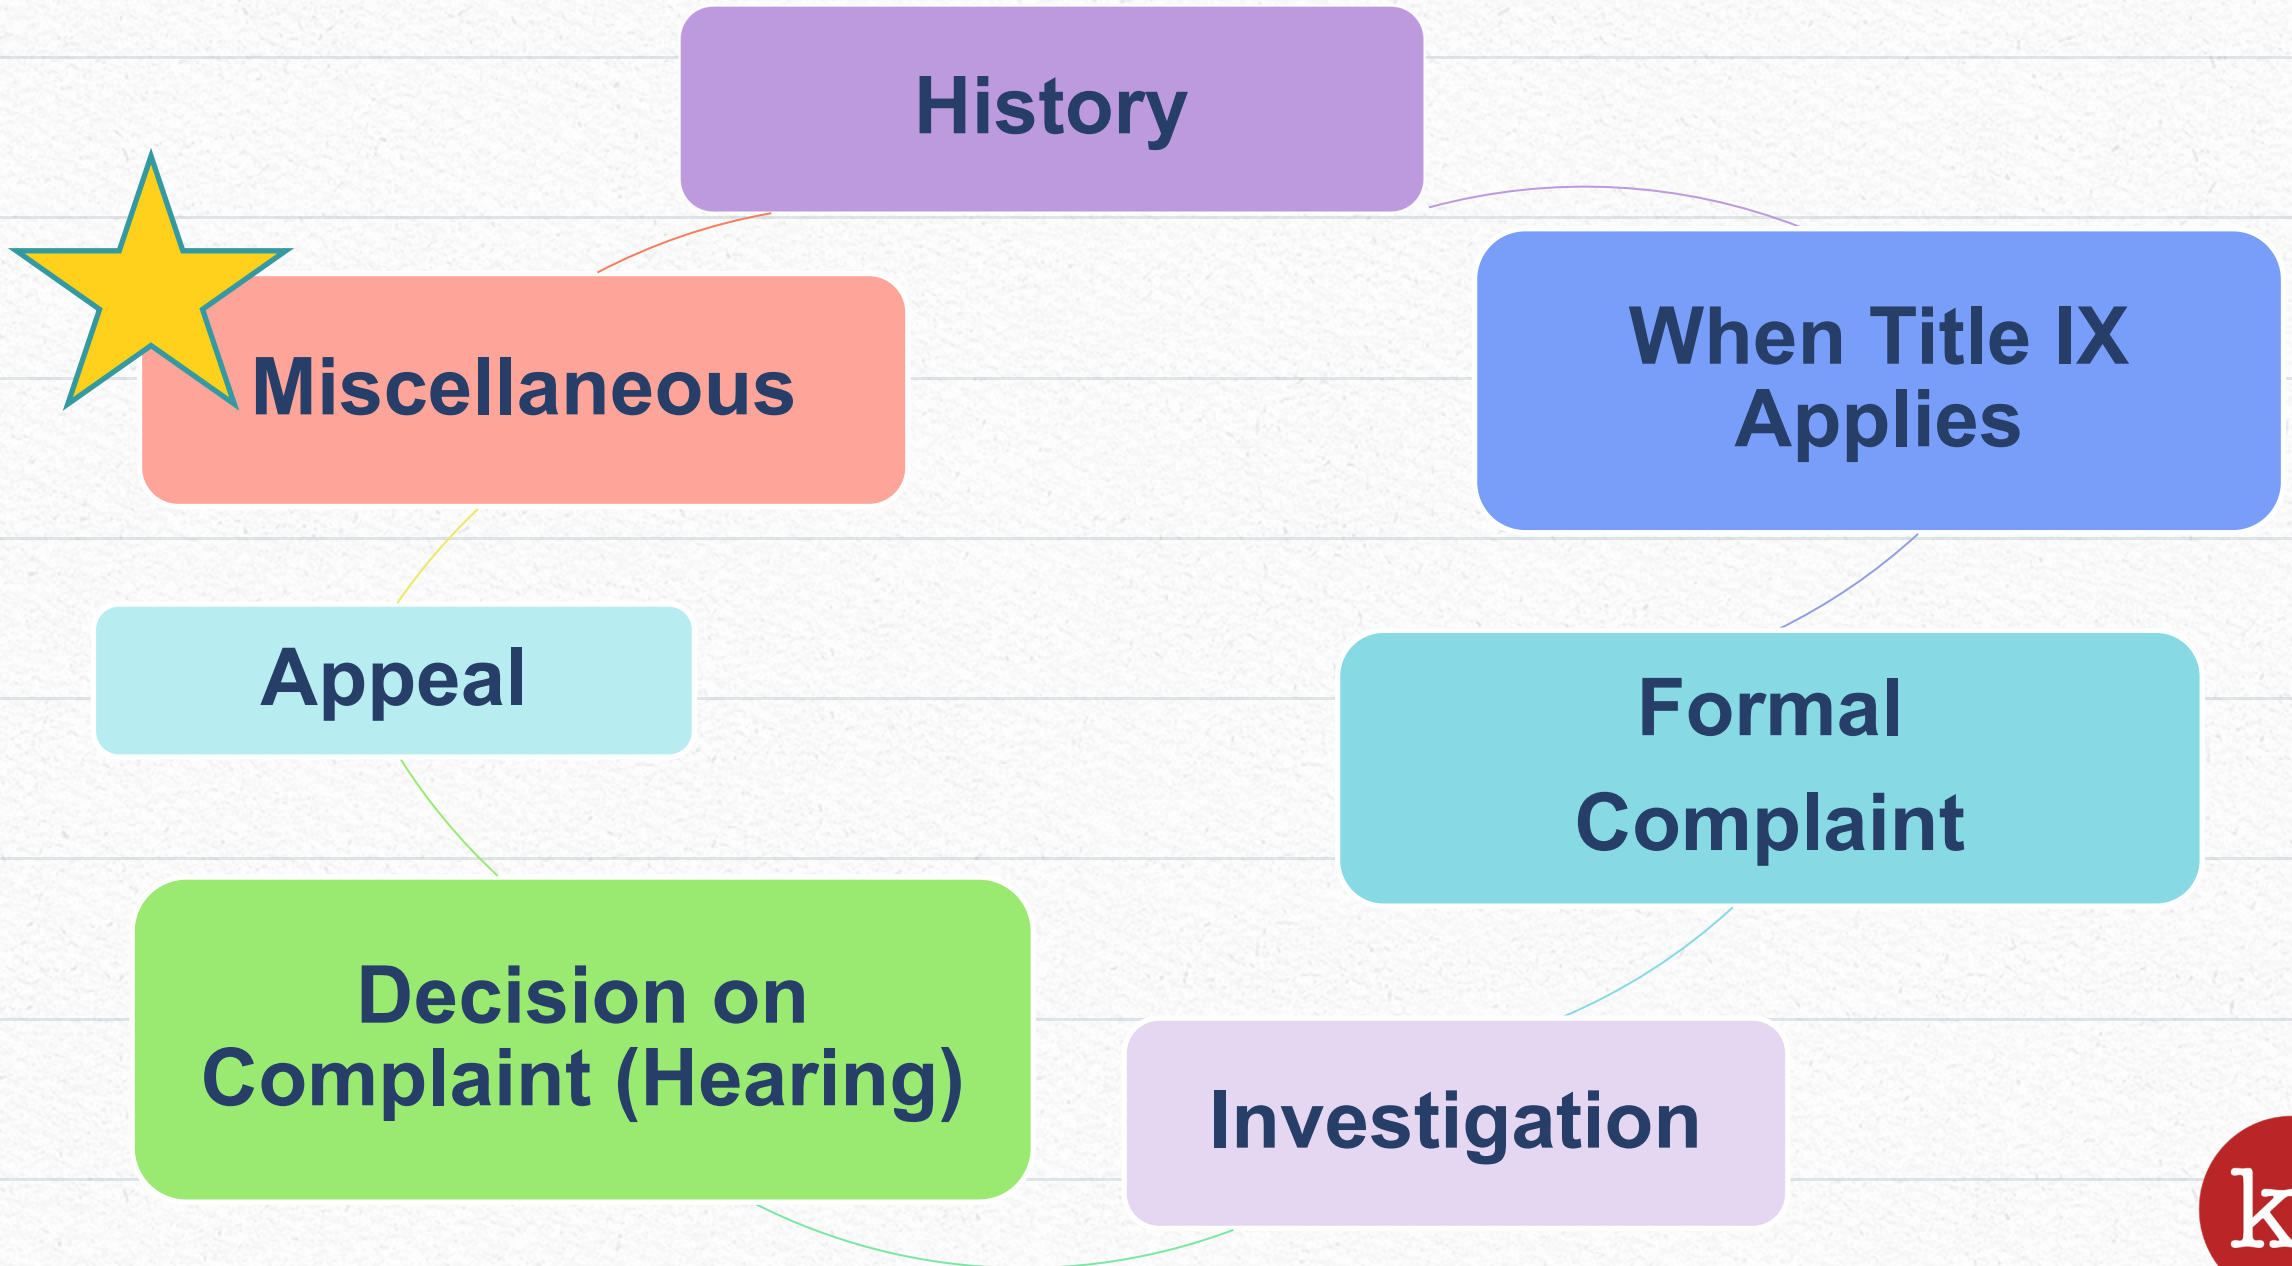 History
When Title IX
Applies
Formal
Complaint
Investigation
Decision on
Complaint (Hearing)
Appeal
Miscellaneous
k